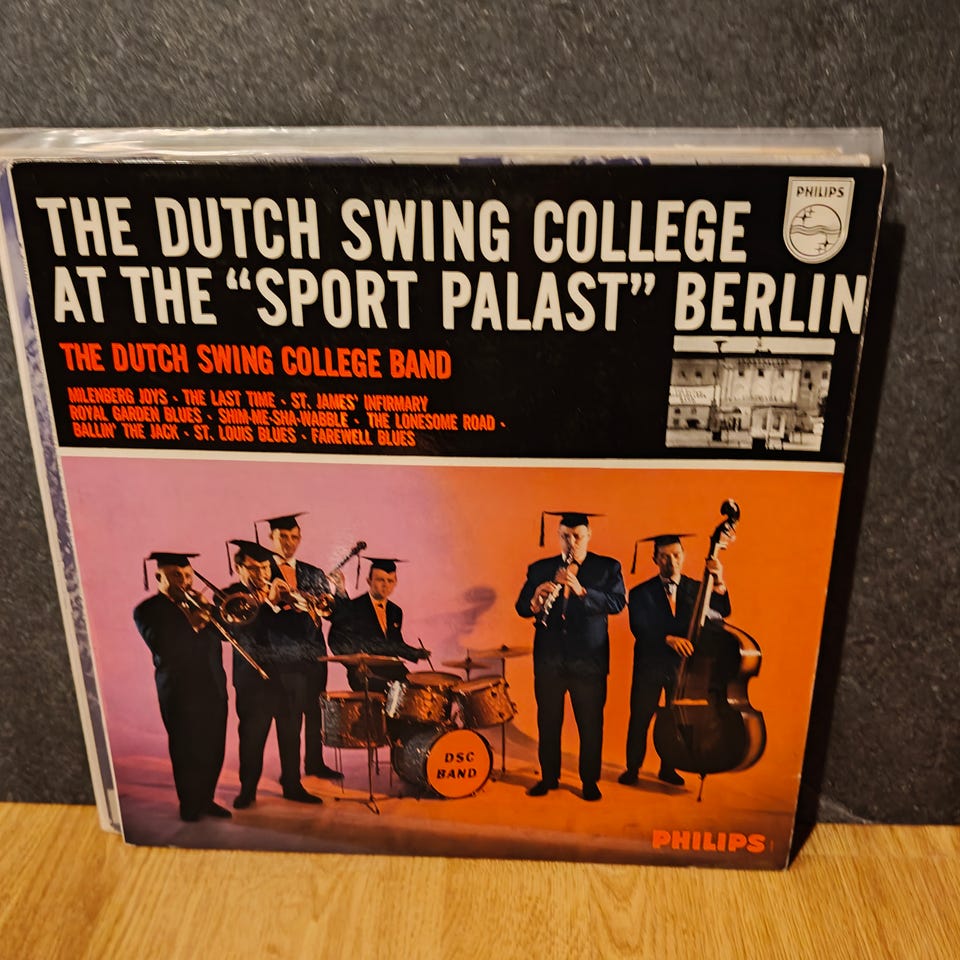 PHILIPS
THE DUTCH SWING COLLEGE
AT THE “SPORT PALAST” BERLIN
THE DUTCH SWING COLLEGE BAND
MILENBERG JOYS · THE LAST TIME · ST. JAMES' INFIRMARY
ROYAL GARDEN BLUES · SHIM-ME-SHA-WABBLE · THE LONESOME ROAD ·
BALLIN' THE JACK · ST. LOUIS BLUES · FAREWELL BLUES
DSC
BAND
PHILIPS